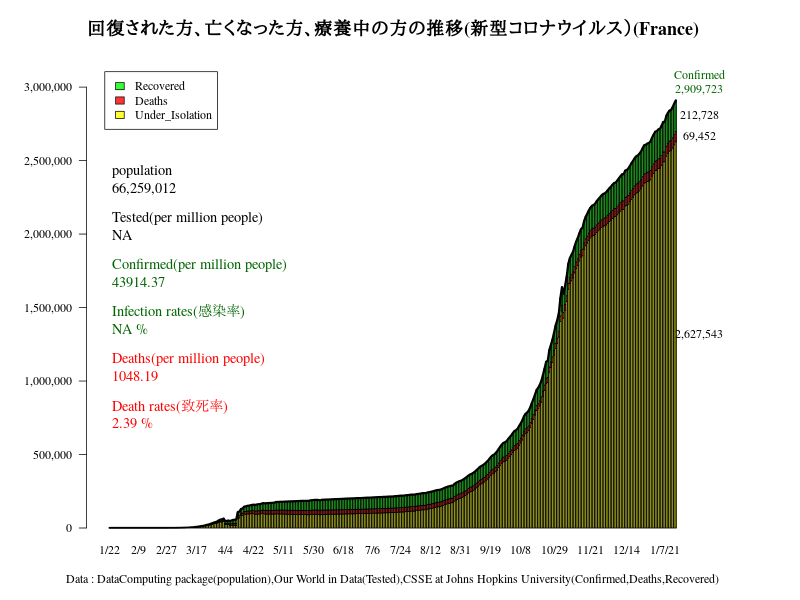 回復された方、亡くなった方、療養中の方の推移(新型コロナウイルス）(France)
Confirmed
2,909,723
212,728
69,452
2,627,543
3,000,000
2,500,000
2,000,000
1,500,000
1,000,000
500,000
0
Recovered
Deaths
Under_Isolation
population
66,259,012
Tested(per million people)
NA
Confirmed(per million people)
43914.37
Infection rates(感染率)
NA %
Deaths(per million people)
1048.19
Death rates(致死率)
2.39 %
1/22 2/9 2/27 3/17 4/4 4/22 5/11 5/30 6/18 7/6 7/24 8/12 8/31 9/19 10/8 10/29 11/21 12/14 1/7/21
Data : DataComputing package(population),Our World in Data(Tested),CSSE at Johns Hopkins University(Confirmed,Deaths,Recovered)